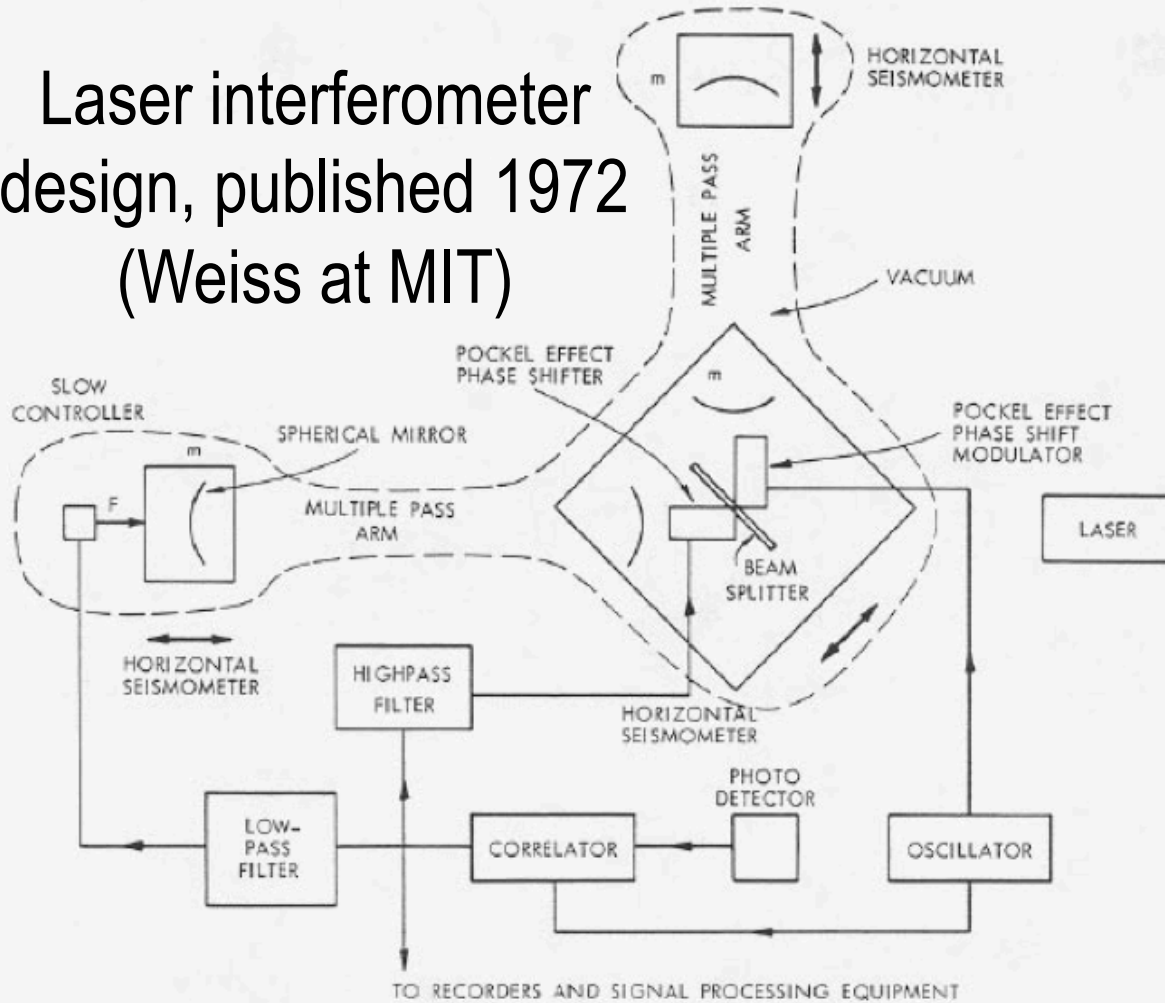 Laser interferometer
design, published 1972
(Weiss at MIT)
m
HORIZONTAL
SEISMOMETER
MULTIPLE PASS
ARM
VACUUM
POCKEL EFFECT
PHASE SHIFTER
m
SLOW
CONTROLLER
SPHERICAL MIRROR
POCKEL EFFECT
PHASE SHIFT
MODULATOR
m
F
MULTIPLE PASS
ARM
LASER
BEAM
SPLITTER
HORIZONTAL
SEISMOMETER
HIGHPASS
FILTER
HORIZONTAL
SEISMOMETER
PHOTO
DETECTOR
LOW-
PASS
FILTER
CORRELATOR
OSCILLATOR
TO RECORDERS AND SIGNAL PROCESSING EQUIPMENT